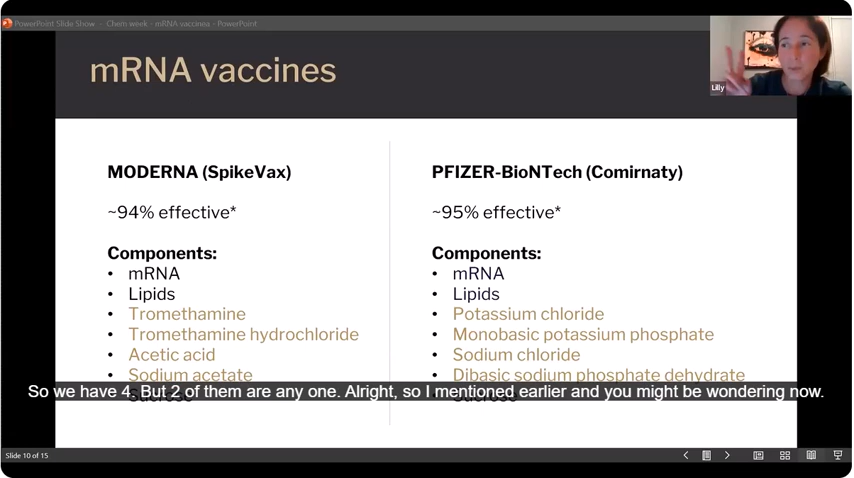 PowerPoint Slide Show - Chem week - mRNA vaccinea - PowerPoint
mRNA vaccines
Lilly
MODERNA (SpikeVax)
~94% effective*
Components:
• mRNA
• Lipids
• Tromethamine
• Tromethamine hydrochloride
• Acetic acid
• Sodium acetate
• Sucrose
PFIZER-BioNTech (Comirnaty)
~95% effective*
Components:
• mRNA
• Lipids
• Potassium chloride
• Monobasic potassium phosphate
• Sodium chloride
• Dibasic sodium phosphate dehydrate
• Sucrose
So we have 4. But 2 of them are any one. Alright, so I mentioned earlier and you might be wondering now.
Slide 10 of 15